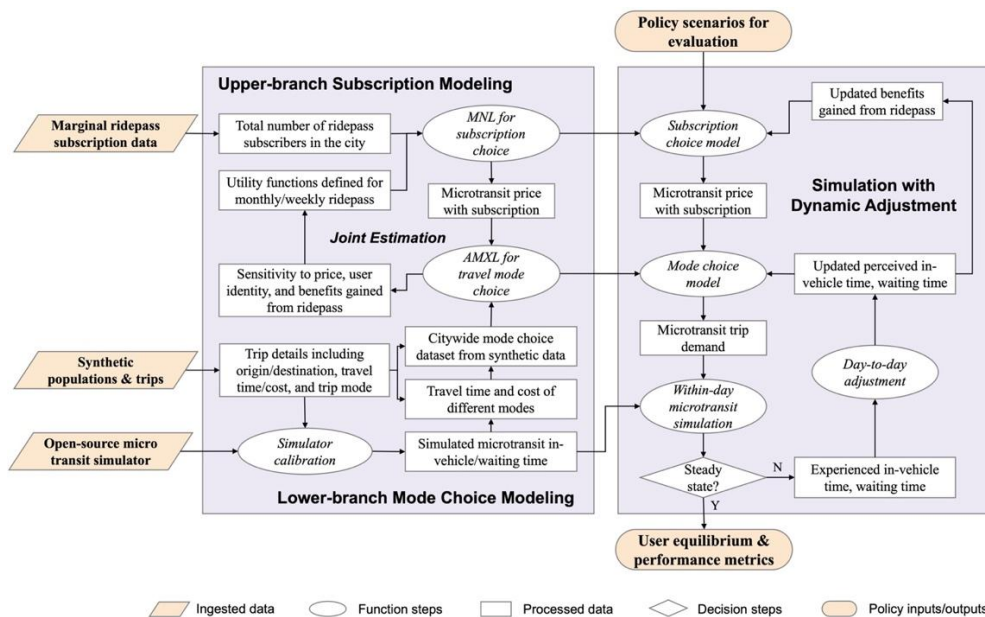 Policy scenarios for
evaluation
Upper-branch Subscription Modeling
Marginal ridepass
subscription data
Total number of ridepass
subscribers in the city
MNL for
subscription
choice
Utility functions defined for
monthly/weekly ridepass
Microtransit price
with subscription
Joint Estimation
Sensitivity to price, user
identity, and benefits gained
from ridepass
AMXL for
travel mode
choice
Synthetic
populations & trips
Trip details including
origin/destination, travel
time/cost, and trip mode
Citywide mode choice
dataset from synthetic data
Travel time and cost of
different modes
Open-source micro
transit simulator
Simulator
calibration
Simulated microtransit in-
vehicle/waiting time
Lower-branch Mode Choice Modeling
Subscription
choice model
Updated benefits
gained from ridepass
Microtransit price
with subscription
Simulation with
Dynamic Adjustment
Mode choice
model
Updated perceived in-
vehicle time, waiting time
Microtransit trip
demand
Day-to-day
adjustment
Within-day
microtransit
simulation
Steady
state?
N
Experienced in-vehicle
time, waiting time
Y
User equilibrium &
performance metrics
Ingested data
Function steps
Processed data
Decision steps
Policy inputs/outputs